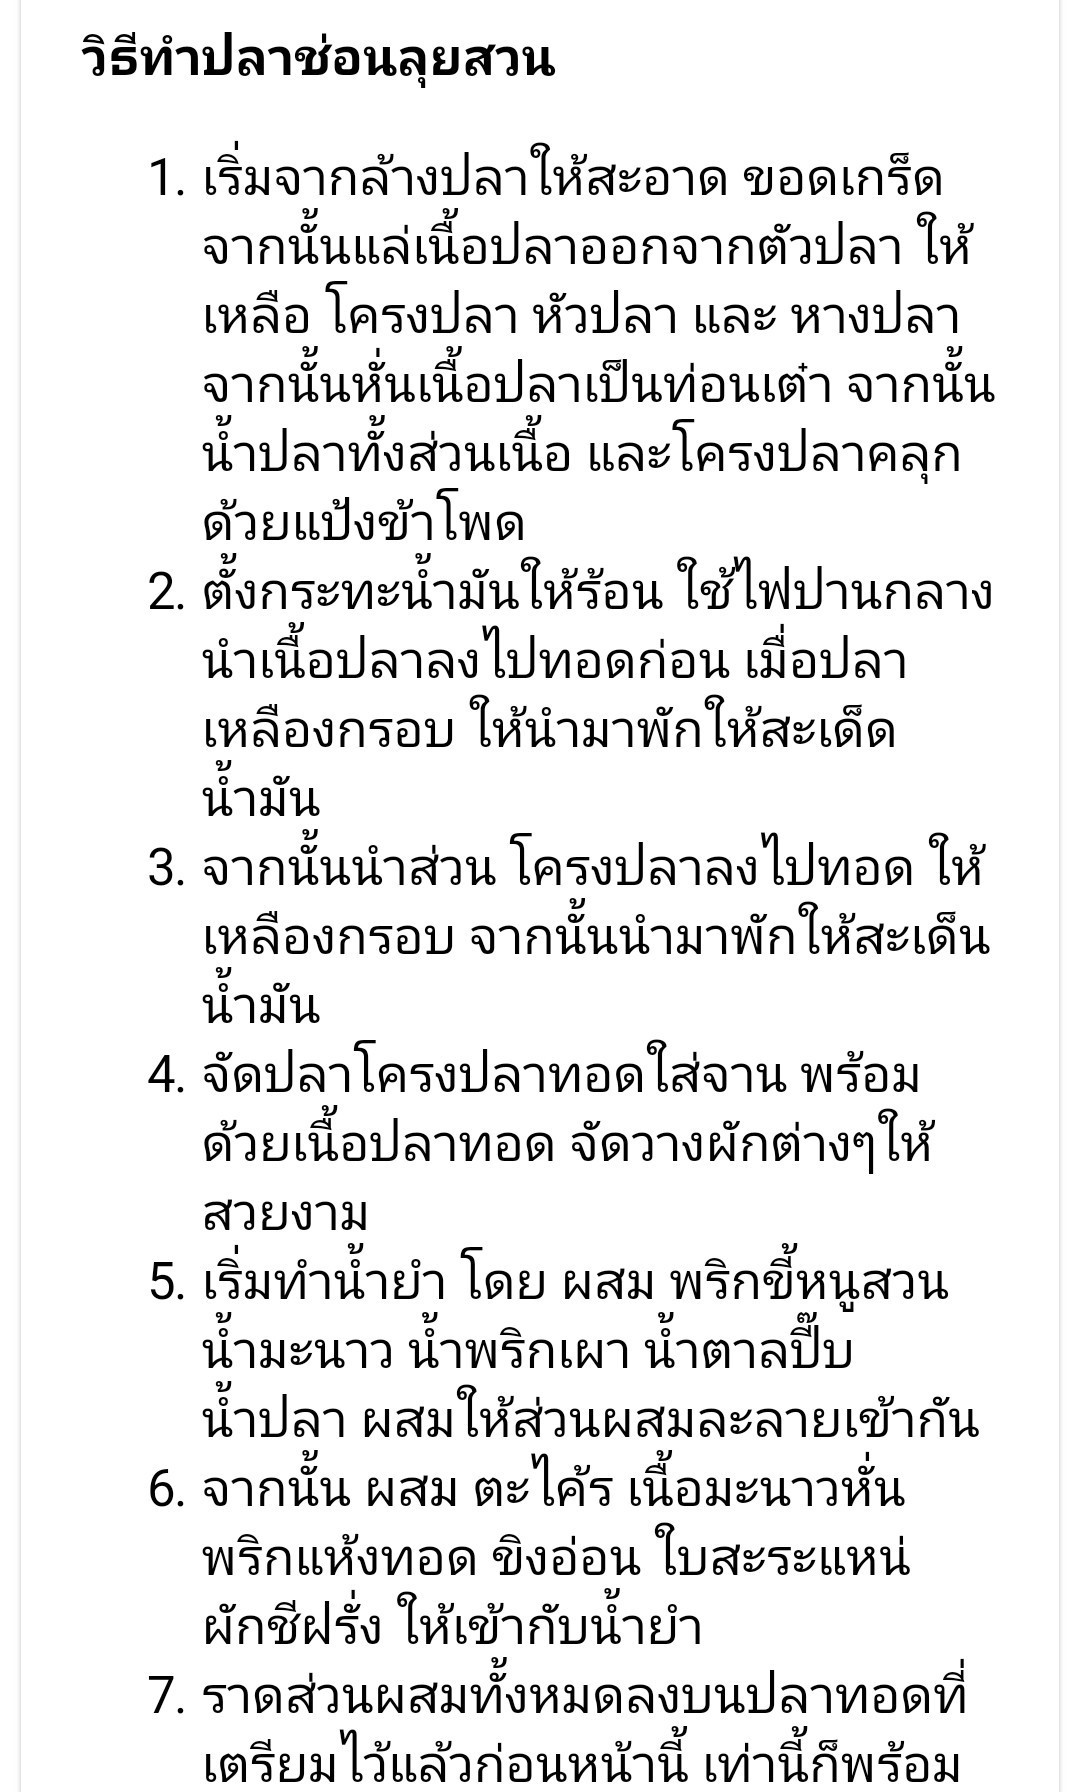 วิธีทำปลาช่อนลุยสวน
1. เริ่มจากล้างปลาให้สะอาด ขอดเกร็ด
จากนั้นแล่เนื้อปลาออกจากตัวปลา ให้
เหลือ โครงปลา หัวปลา และ หางปลา
จากนั้นหั่นเนื้อปลาเป็นท่อนเต๋า จากนั้น
น้ำปลาทั้งส่วนเนื้อ และโครงปลาคลุก
ด้วยแป้งข้าโพด
2. ตั้งกระทะน้ำมันให้ร้อน ใช้ไฟปานกลาง
นำเนื้อปลาลงไปทอดก่อน เมื่อปลา
เหลืองกรอบ ให้นำมาพักให้สะเด็ด
น้ำมัน
3. จากนั้นนำส่วน โครงปลาลงไปทอด ให้
เหลืองกรอบ จากนั้นนำมาพักให้สะเด็น
น้ำมัน
4. จัดปลาโครงปลาทอดใส่จาน พร้อม
ด้วยเนื้อปลาทอด จัดวางผักต่างๆให้
สวยงาม
5. เริ่มทำน้ำยำ โดย ผสม พริกขี้หนูสวน
น้ำมะนาว น้ำพริกเผา น้ำตาลปี๊บ
น้ำปลา ผสมให้ส่วนผสมละลายเข้ากัน
6. จากนั้น ผสม ตะไคร้ เนื้อมะนาวหั่น
พริกแห้งทอด ขิงอ่อน ใบสะระแหน่
ผักชีฝรั่ง ให้เข้ากับน้ำยำ
7. ราดส่วนผสมทั้งหมดลงบนปลาทอดที่
เตรียมไว้แล้วก่อนหน้านี้ เท่านี้ก็พร้อม